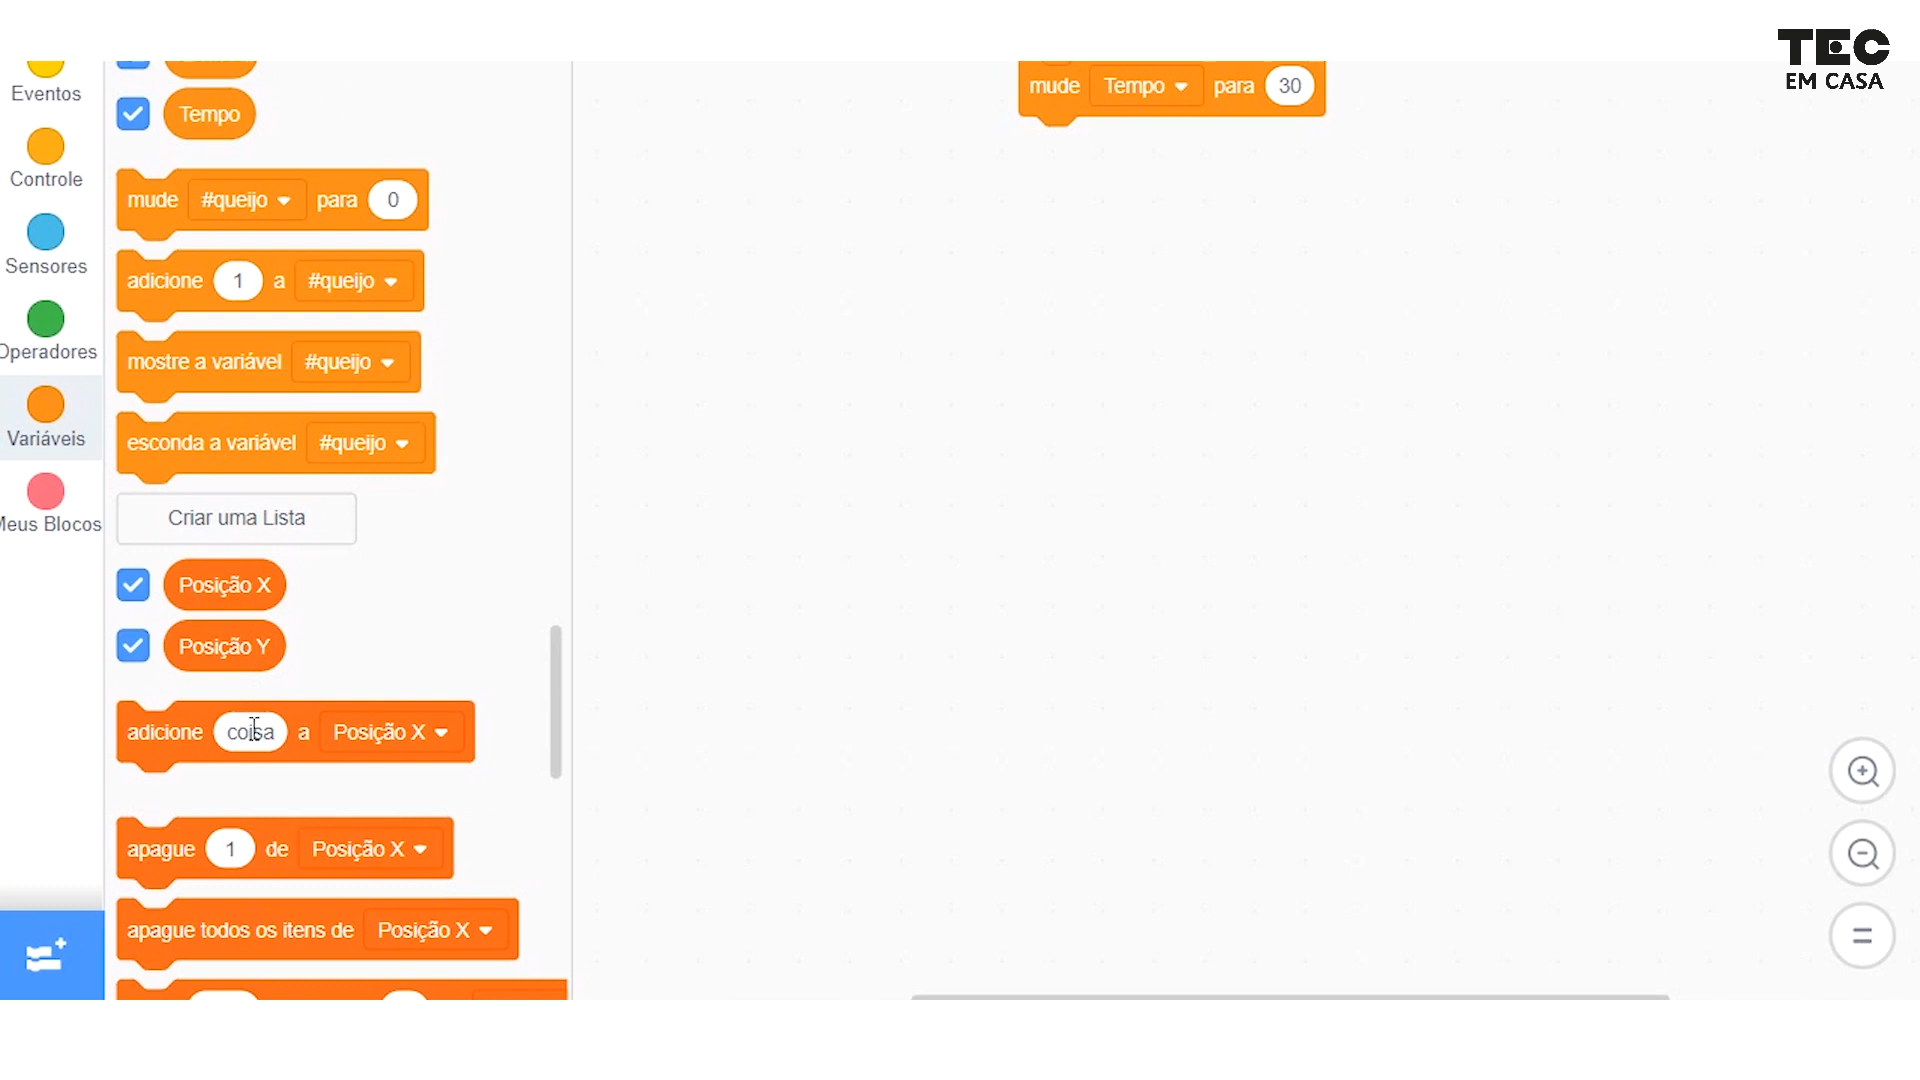 TEC
EM CASA
Eventos
Controle
Sensores
Operadores
Variáveis
Meus Blocos
Tempo
mude #queijo para 0
adicione 1 a #queijo
mostre a variável #queijo
esconda a variável #queijo
Criar uma Lista
Posição X
Posição Y
adicione coisa a Posição X
apague 1 de Posição X
apague todos os itens de Posição X
mude Tempo para 30